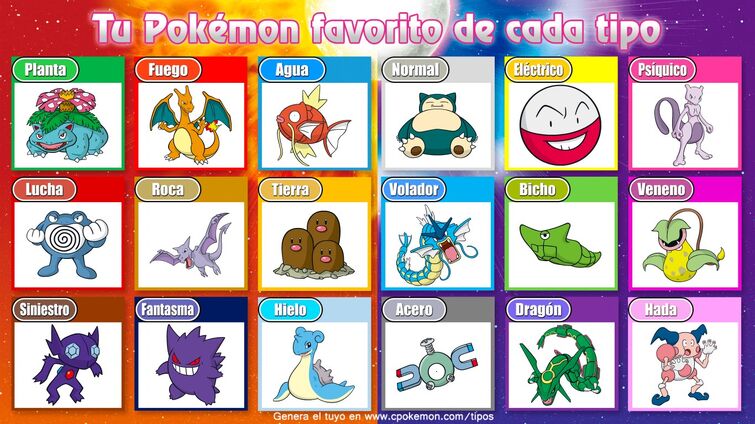 Tu Pokémon favorito de cada tipo
Planta
Fuego
Agua
Normal
Eléctrico
Psíquico
Lucha
Roca
Tierra
Volador
Bicho
Veneno
Siniestro
Fantasma
Hielo
Acero
Dragón
Hada
Genera el tuyo en www.cpokemon.com/tipos